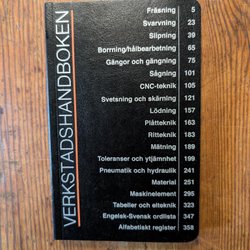 VERKSTADSHANDBOKEN
Fräsning 5
Svarvning 23
Slipning 39
Borrning/hålbearbetning 65
Gängor och gängning 75
Sågning 101
CNC-teknik 105
Svetsning och skärning 121
Lödning 157
Plåtteknik 163
Ritteknik 183
Mätning 189
Toleranser och ytjämnhet 199
Pneumatik och hydraulik 241
Material 251
Maskinelement 295
Tabeller och elteknik 323
Engelsk-Svensk ordlista 347
Alfabetiskt register 358